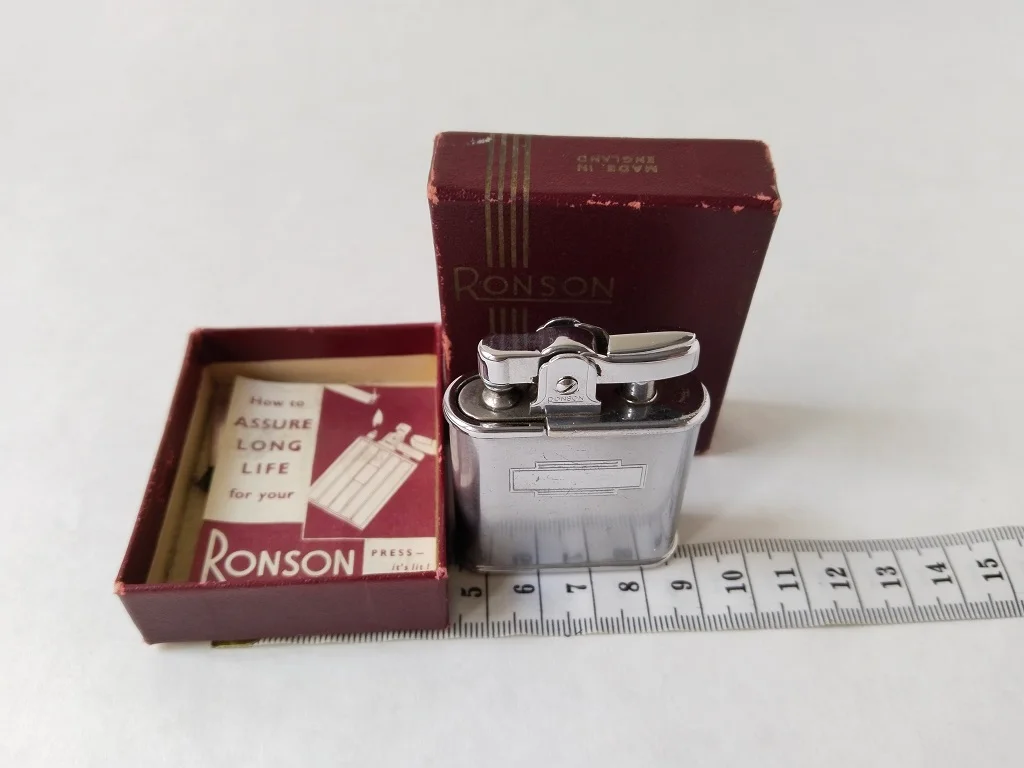 MADE. IN
ENGLAND
RONSON
RONSON
How to
ASSURE
LONG
LIFE
for your
RONSON
PRESS—
it's lit!
5 6 7 8 9 10 11 12 13 14 15